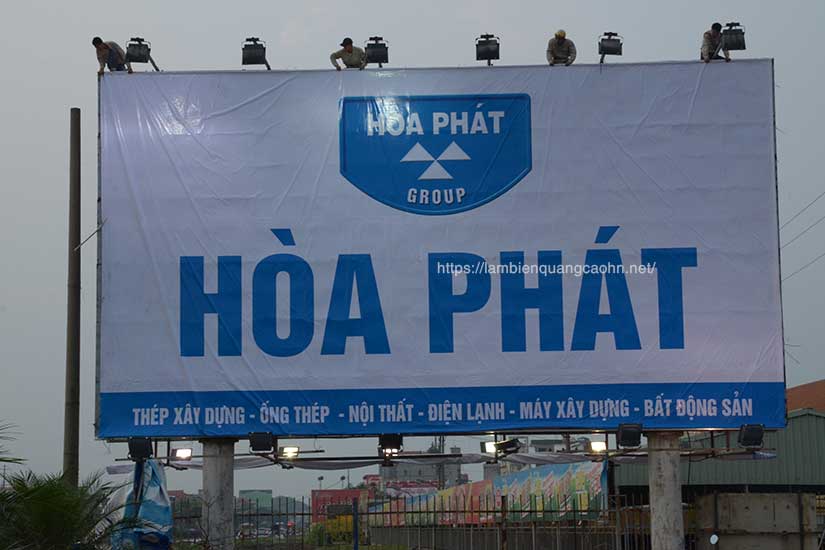 HÒA PHÁT
GROUP
HÒA PHÁT
https://lambienquangcaohn.net/
THÉP XÂY DỰNG - ỐNG THÉP - NỘI THẤT - ĐIỆN LẠNH - MÁY XÂY DỰNG - BẤT ĐỘNG SẢN